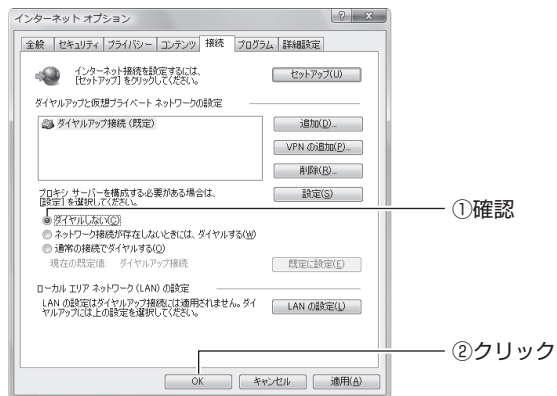 インターネット オプション
全般 セキュリティ プライバシー コンテンツ 接続 プログラム 詳細設定
インターネット接続を設定するには、
[セットアップ] をクリックしてください。
セットアップ(U)
ダイヤルアップと仮想プライベート ネットワークの設定
ダイヤルアップ接続 (既定)
追加(D)...
VPN の追加(P)...
削除(R)...
プロキシ サーバーを構成する必要がある場合は、
[設定] を選択してください。
設定(S)
ダイヤルしない(C)
①確認
ネットワーク接続が存在しないときには、ダイヤルする(W)
通常の接続でダイヤルする(O)
現在の既定値: ダイヤルアップ接続
既定に設定(E)
ローカル エリア ネットワーク (LAN) の設定
LAN の設定はダイヤルアップ接続には適用されません。ダイ
ヤルアップには上の設定を選択してください。
LAN の設定(L)
②クリック
OK キャンセル 適用(A)